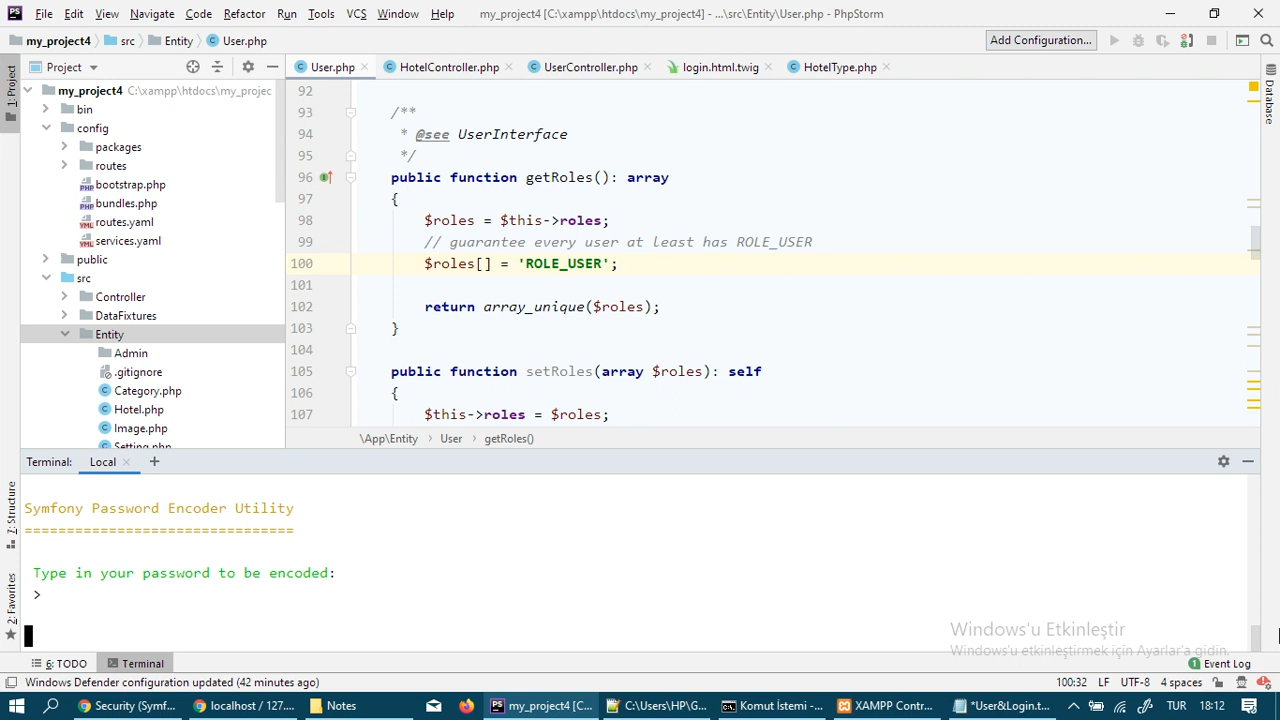 File Edit View Navigate Code Refactor Run Tools VCS Window Help my_project4 [C:\xampp\htdocs\my_project4] - ...\src\Entity\User.php - PhpStorm
my_project4 src Entity User.php Add Configuration...
1: Project
Project
User.php HotelController.php UserController.php login.html.twig HotelType.php
Database
my_project4 C:\xampp\htdocs\my_projec
bin
config
packages
routes
bootstrap.php
bundles.php
routes.yaml
services.yaml
public
src
Controller
DataFixtures
Entity
Admin
.gitignore
Category.php
Hotel.php
Image.php
Setting.php
92
93 /**
94 * @see UserInterface
95 */
96 public function getRoles(): array
97 {
98 $roles = $this->roles;
99 // guarantee every user at least has ROLE_USER
100 $roles[] = 'ROLE_USER';
101
102 return array_unique($roles);
103 }
104
105 public function setRoles(array $roles): self
106 {
107 $this->roles = $roles;
\App\Entity User getRoles()
Terminal: Local
Symfony Password Encoder Utility
================================
Type in your password to be encoded:
>
Z: Structure
2: Favorites
Windows'u Etkinleştir
Windows'u etkinleştirmek için Ayarlar'a gidin.
6: TODO Terminal 1 Event Log
Windows Defender configuration updated (42 minutes ago) 100:32 LF UTF-8 4 spaces
Security (Symf... localhost / 127.... Notes my_project4 [C... C:\Users\HP\G... Komut İstemi - ... XAMPP Contr... *User&Login.t... TUR 18:12